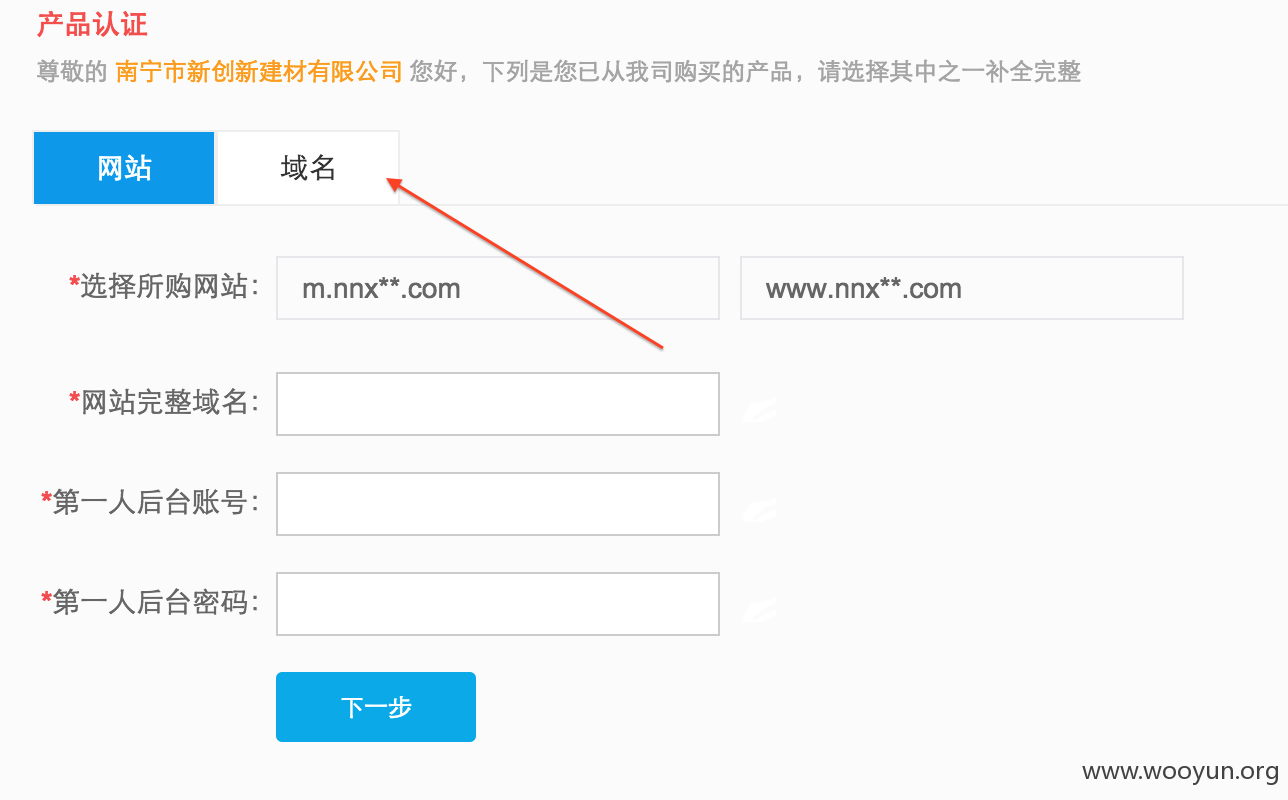 产品认证
尊敬的 南宁市新创新建材有限公司 您好，下列是您已从我司购买的产品，请选择其中之一补全完整
网站 域名
*选择所购网站： m.nnx**.com www.nnx**.com
*网站完整域名：
*第一人后台账号：
*第一人后台密码：
下一步
www.wooyun.org